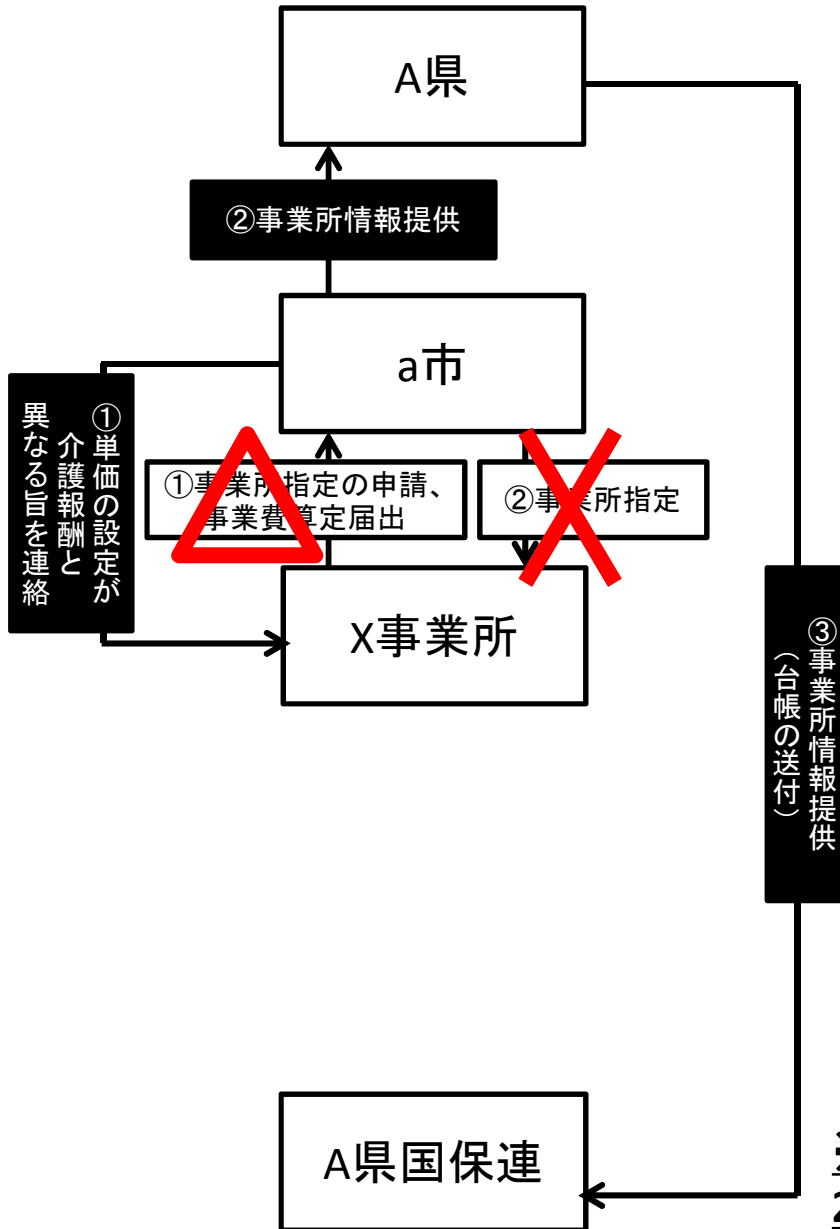 A県
②事業所情報提供
a市
①単価の設定が
介護報酬と
異なる旨を連絡
①事業所指定の申請、
事業費算定届出
②事業所指定
X事業所
③事業所情報提供
（台帳の送付）
A県国保連